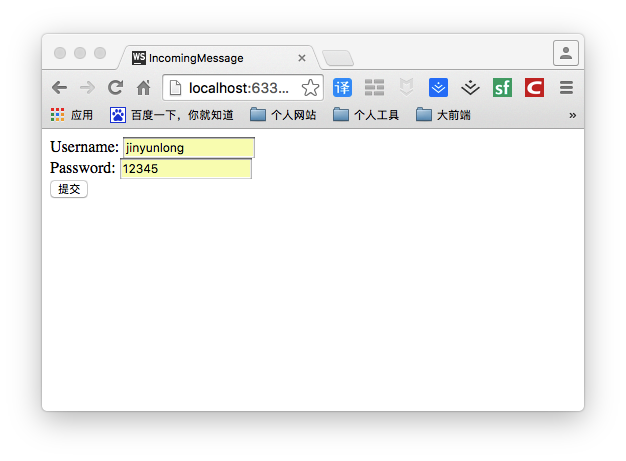 WS IncomingMessage
localhost:633...
译
sf
C
应用 百度一下，你就知道 个人网站 个人工具 大前端 »
Username: jinyunlong
Password: 12345
提交